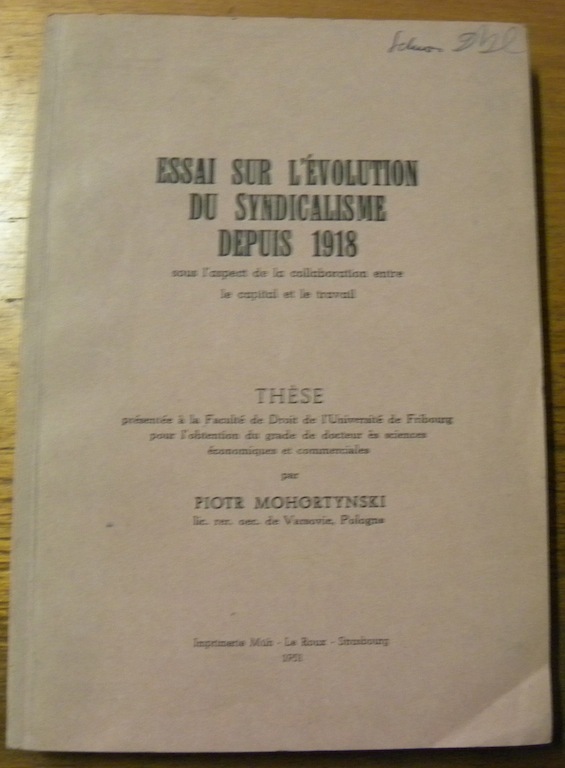 ESSAI SUR L'ÉVOLUTION
DU SYNDICALISME
DEPUIS 1918
sous l'aspect de la collaboration entre
le capital et le travail
THÈSE
présentée à la Faculté de Droit de l'Université de Fribourg
pour l'obtention du grade de docteur ès sciences
économiques et commerciales
par
PIOTR MOHORTYNSKI
lic. rer. oec. de Varsovie, Pologne
Imprimerie Muh - Le Roux - Strasbourg